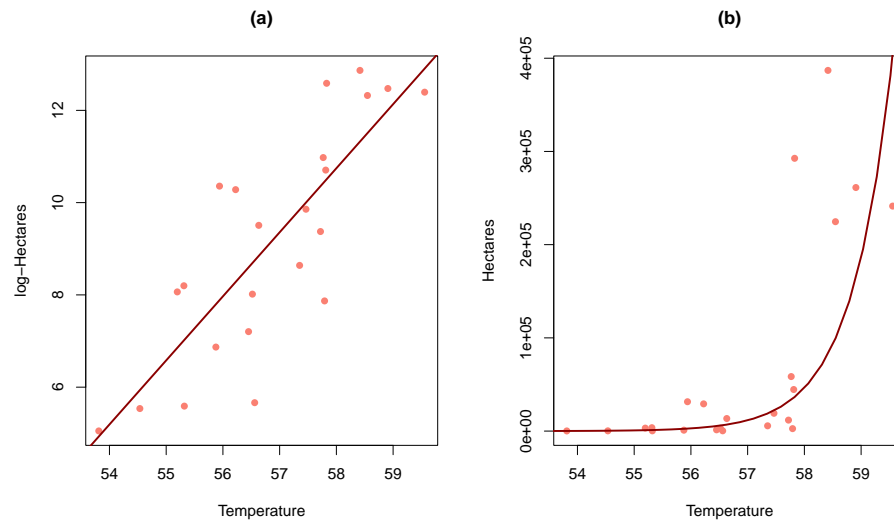 (a)
log−Hectares
12
10
8
6
54 55 56 57 58 59
Temperature
(b)
Hectares
4e+05
3e+05
2e+05
1e+05
0e+00
54 55 56 57 58 59
Temperature